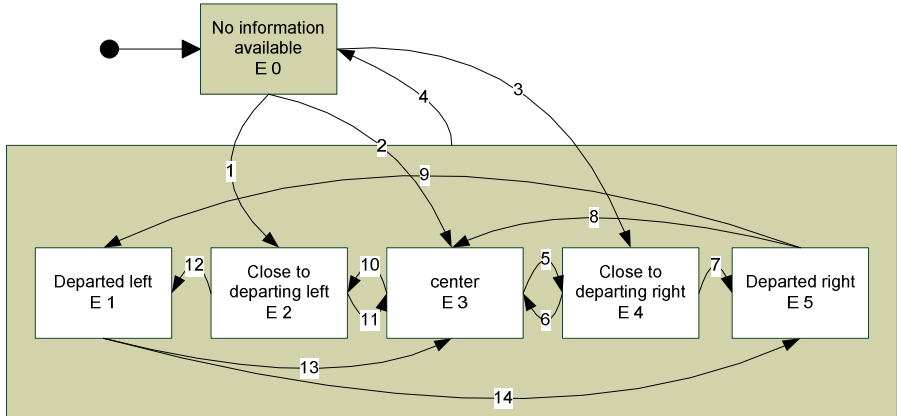 No information
available
E 0
1
2
3
4
9
8
Departed left
E 1
12
Close to
departing left
E 2
10
11
center
E 3
5
6
Close to
departing right
E 4
7
Departed right
E 5
13
14